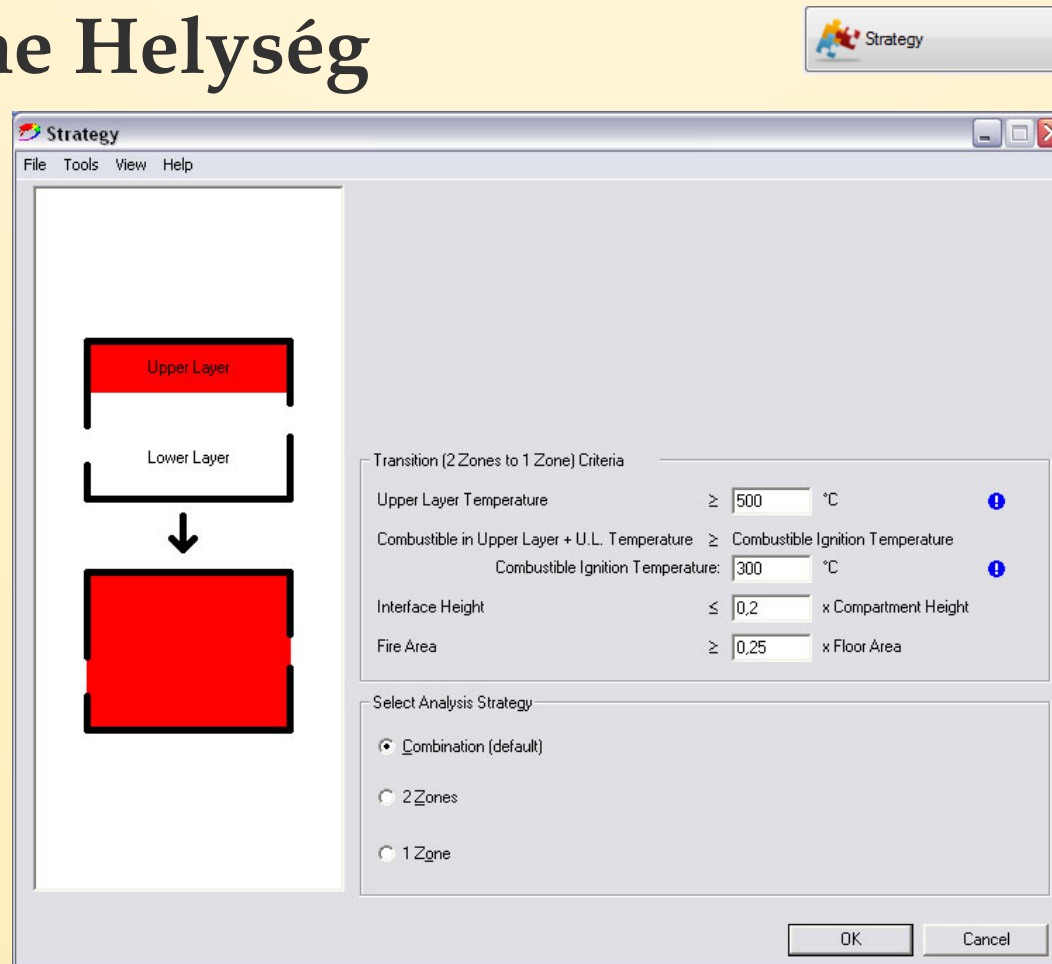 ne Helység
Strategy
Strategy
File Tools View Help
Upper Layer
Lower Layer
Transition (2 Zones to 1 Zone) Criteria
Upper Layer Temperature ≥ 500 °C
Combustible in Upper Layer + U.L. Temperature ≥ Combustible Ignition Temperature
Combustible Ignition Temperature: 300 °C
Interface Height ≤ 0,2 x Compartment Height
Fire Area ≥ 0,25 x Floor Area
Select Analysis Strategy
Combination (default)
2 Zones
1 Zone
OK Cancel